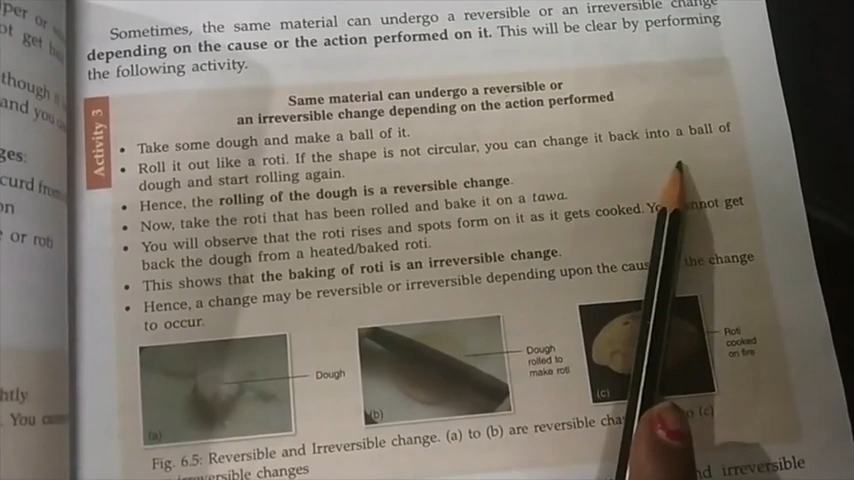 per or
ot get
though
and you
ges:
curd from
on
or roti
htly
. You
Sometimes, the same material can undergo a reversible or an irreversible change
depending on the cause or the action performed on it. This will be clear by performing
the following activity.
Activity 3
Same material can undergo a reversible or
an irreversible change depending on the action performed
• Take some dough and make a ball of it.
• Roll it out like a roti. If the shape is not circular, you can change it back into a ball of
dough and start rolling again.
• Hence, the rolling of the dough is a reversible change.
• Now, take the roti that has been rolled and bake it on a tawa.
• You will observe that the roti rises and spots form on it as it gets cooked. You cannot get
back the dough from a heated/baked roti.
• This shows that the baking of roti is an irreversible change.
• Hence, a change may be reversible or irreversible depending upon the the change
to occur.
Dough
(a)
Dough
rolled to
make roti
(b)
Roti
cooked
on fire
(c)
Fig. 6.5: Reversible and Irreversible change. (a) to (b) are reversible (c)
changes
irreversible